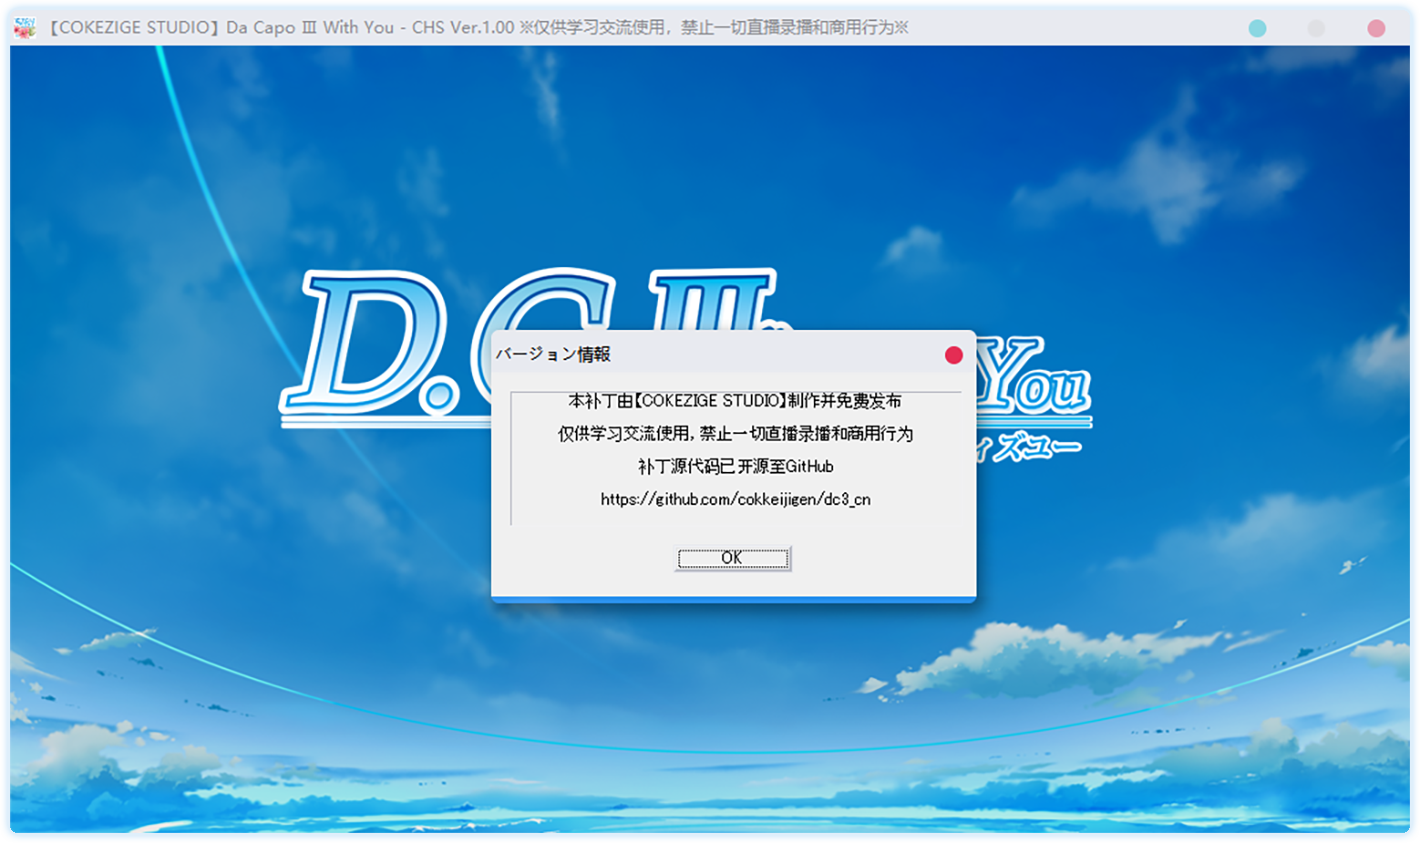 【COKEZIGE STUDIO】Da Capo Ⅲ With You - CHS Ver.1.00 ※仅供学习交流使用，禁止一切直播录播和商用行为※
D.C.Ⅲ
You
ィズユー
バージョン情報
本补丁由【COKEZIGE STUDIO】制作并免费发布
仅供学习交流使用，禁止一切直播录播和商用行为
补丁源代码已开源至GitHub
https://github.com/cokkeijigen/dc3_cn
OK